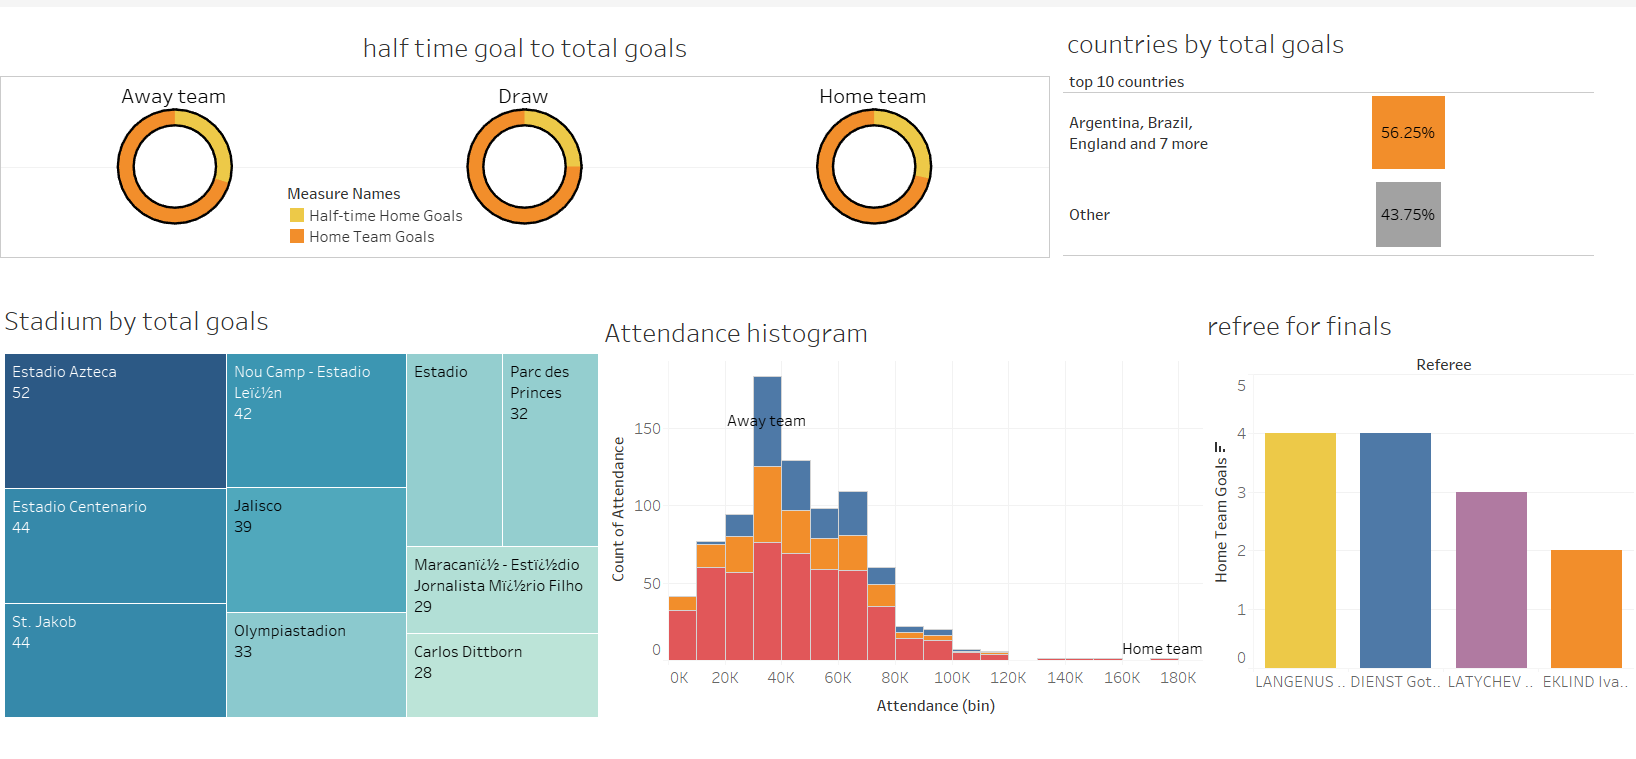 half time goal to total goals
Away team
Draw
Home team
Measure Names
Half-time Home Goals
Home Team Goals
countries by total goals
top 10 countries
Argentina, Brazil,
England and 7 more
56.25%
Other
43.75%
Stadium by total goals
Estadio Azteca
52
Estadio Centenario
44
St. Jakob
44
Nou Camp - Estadio
Leï¿½n
42
Jalisco
39
Olympiastadion
33
Estadio
Parc des
Princes
32
Maracanï¿½ - Estï¿½dio
Jornalista Mï¿½rio Filho
29
Carlos Dittborn
28
Attendance histogram
Count of Attendance
150
100
50
0
Away team
Home team
0K 20K 40K 60K 80K 100K 120K 140K 160K 180K
Attendance (bin)
refree for finals
Referee
Home Team Goals
5
4
3
2
1
0
LANGENUS .. DIENST Got.. LATYCHEV .. EKLIND Iva..